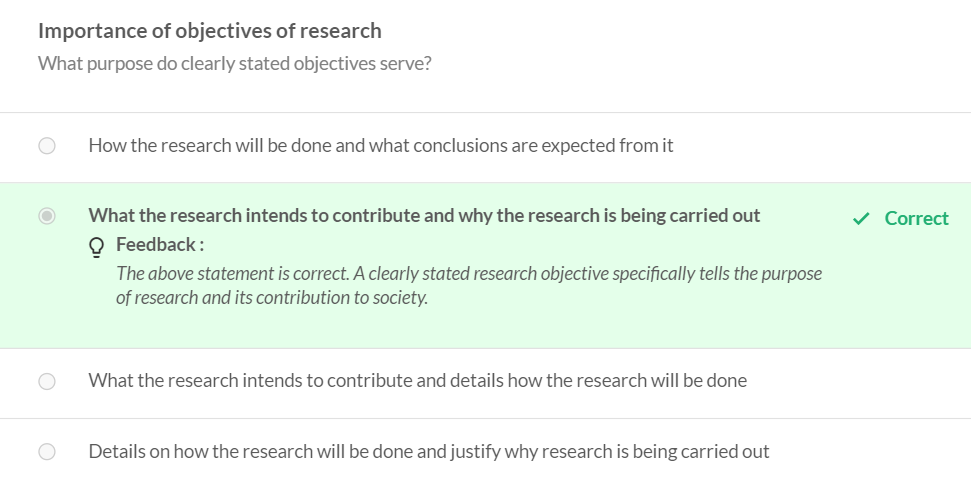 Importance of objectives of research
What purpose do clearly stated objectives serve?
How the research will be done and what conclusions are expected from it
What the research intends to contribute and why the research is being carried out
Correct
Feedback :
The above statement is correct. A clearly stated research objective specifically tells the purpose
of research and its contribution to society.
What the research intends to contribute and details how the research will be done
Details on how the research will be done and justify why research is being carried out